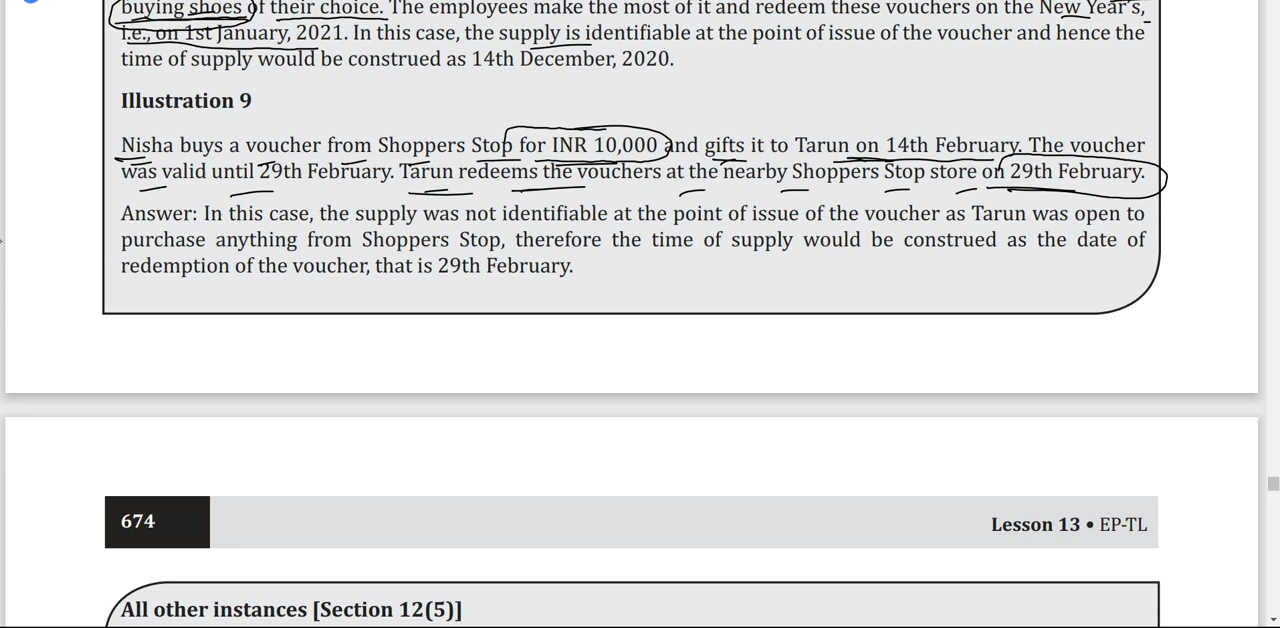 buying shoes of their choice. The employees make the most of it and redeem these vouchers on the New Year's,
i.e., on 1st January, 2021. In this case, the supply is identifiable at the point of issue of the voucher and hence the
time of supply would be construed as 14th December, 2020.
Illustration 9
Nisha buys a voucher from Shoppers Stop for INR 10,000 and gifts it to Tarun on 14th February. The voucher
was valid until 29th February. Tarun redeems the vouchers at the nearby Shoppers Stop store on 29th February.
Answer: In this case, the supply was not identifiable at the point of issue of the voucher as Tarun was open to
purchase anything from Shoppers Stop, therefore the time of supply would be construed as the date of
redemption of the voucher, that is 29th February.
674
Lesson 13 • EP-TL
All other instances [Section 12(5)]